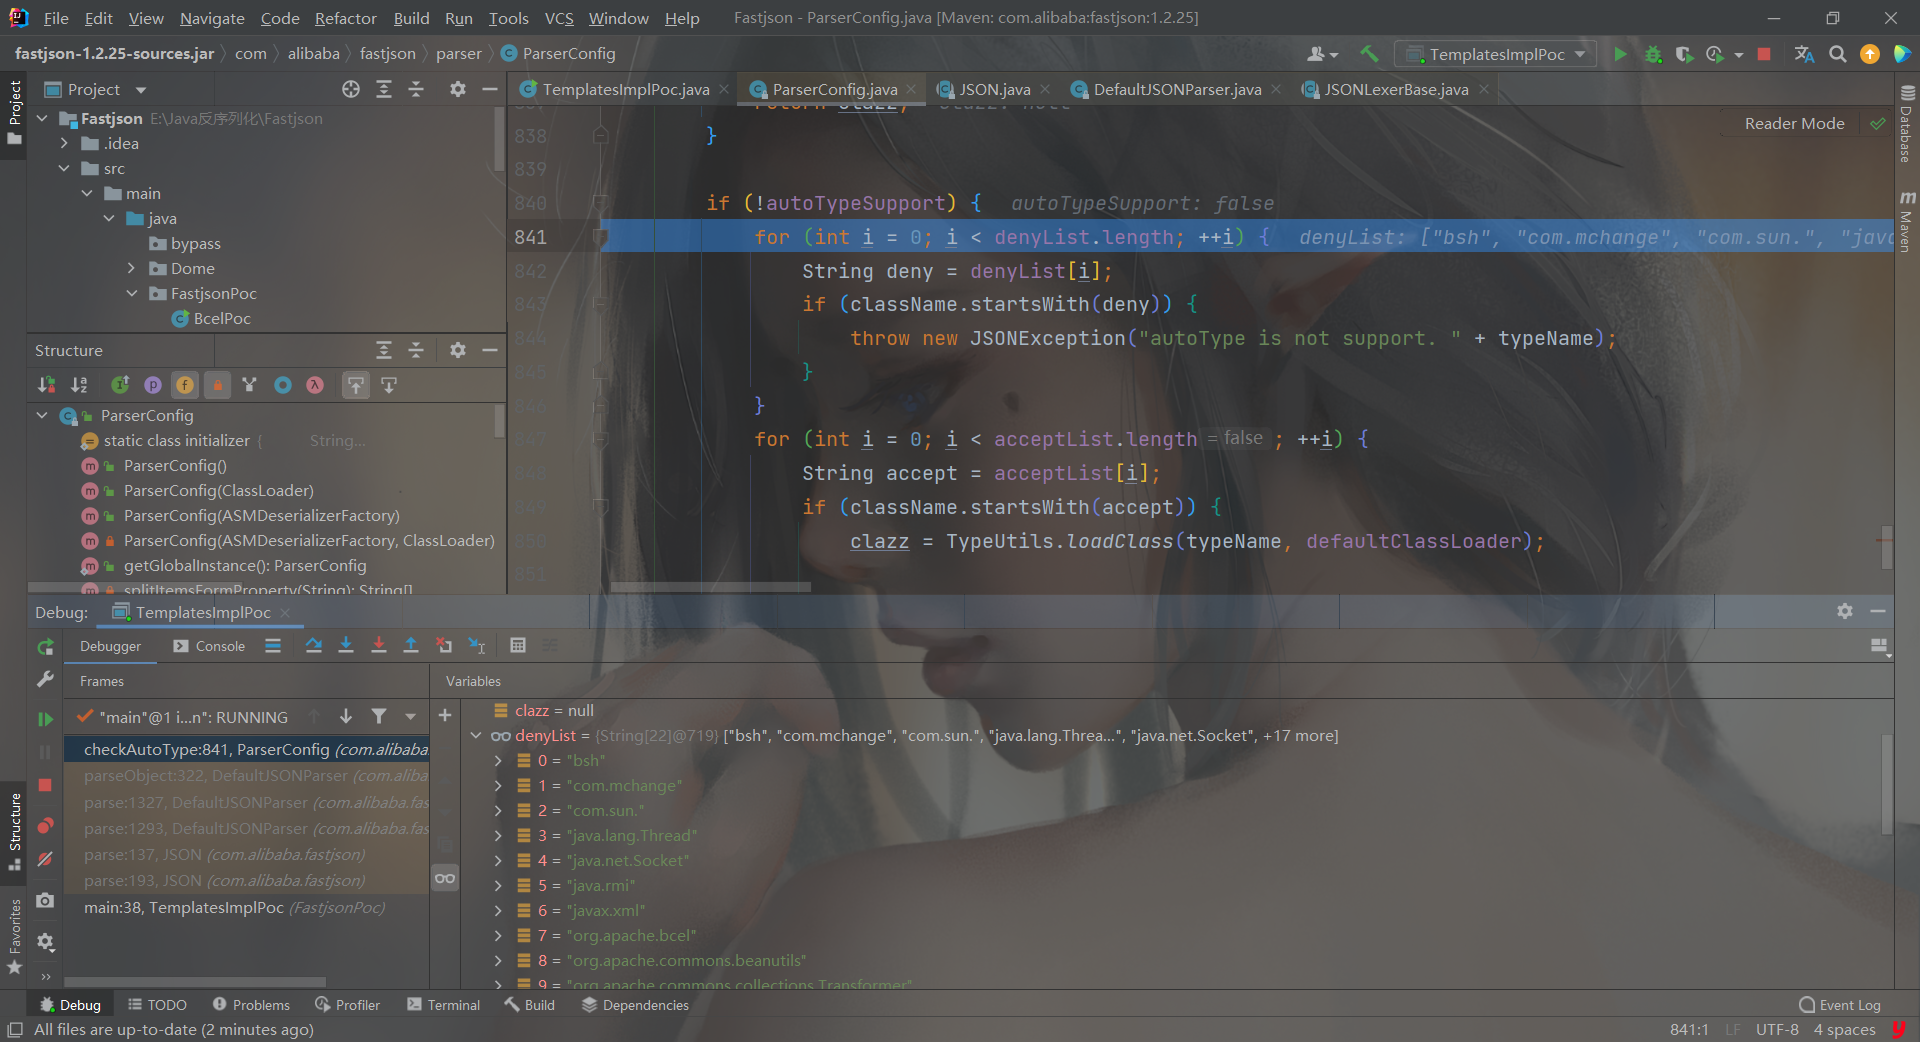 File Edit View Navigate Code Refactor Build Run Tools VCS Window Help Fastjson - ParserConfig.java [Maven: com.alibaba:fastjson:1.2.25]
fastjson-1.2.25-sources.jar com alibaba fastjson parser ParserConfig TemplatesImplPoc
Project
TemplatesImplPoc.java ParserConfig.java JSON.java DefaultJSONParser.java JSONLexerBase.java
Fastjson E:\Java反序列化\Fastjson
.idea
src
main
java
bypass
Dome
FastjsonPoc
BcelPoc
Reader Mode
838 }
839
840 if (!autoTypeSupport) { autoTypeSupport: false
841 for (int i = 0; i < denyList.length; ++i) { denyList: ["bsh", "com.mchange", "com.sun.", "java
842 String deny = denyList[i];
843 if (className.startsWith(deny)) {
844 throw new JSONException("autoType is not support. " + typeName);
845 }
846 }
847 for (int i = 0; i < acceptList.length = false ; ++i) {
848 String accept = acceptList[i];
849 if (className.startsWith(accept)) {
850 clazz = TypeUtils.loadClass(typeName, defaultClassLoader);
851
Structure
ParserConfig
static class initializer { String...
ParserConfig()
ParserConfig(ClassLoader)
ParserConfig(ASMDeserializerFactory)
ParserConfig(ASMDeserializerFactory, ClassLoader)
getGlobalInstance(): ParserConfig
splitItemsFormProperty(String): String[]
Project
Structure
Favorites
Database
Maven
Debug: TemplatesImplPoc
Debugger Console
Frames
"main"@1 i...n": RUNNING
checkAutoType:841, ParserConfig (com.alibaba.
parseObject:322, DefaultJSONParser (com.aliba
parse:1327, DefaultJSONParser (com.alibaba.fas
parse:1293, DefaultJSONParser (com.alibaba.fas
parse:137, JSON (com.alibaba.fastjson)
parse:193, JSON (com.alibaba.fastjson)
main:38, TemplatesImplPoc (FastjsonPoc)
Variables
clazz = null
denyList = {String[22]@719} ["bsh", "com.mchange", "com.sun.", "java.lang.Threa...", "java.net.Socket", +17 more]
0 = "bsh"
1 = "com.mchange"
2 = "com.sun."
3 = "java.lang.Thread"
4 = "java.net.Socket"
5 = "java.rmi"
6 = "javax.xml"
7 = "org.apache.bcel"
8 = "org.apache.commons.beanutils"
9 = "org.apache.commons.collections.Transformer"
Debug TODO Problems Profiler Terminal Build Dependencies Event Log
All files are up-to-date (2 minutes ago) 841:1 LF UTF-8 4 spaces